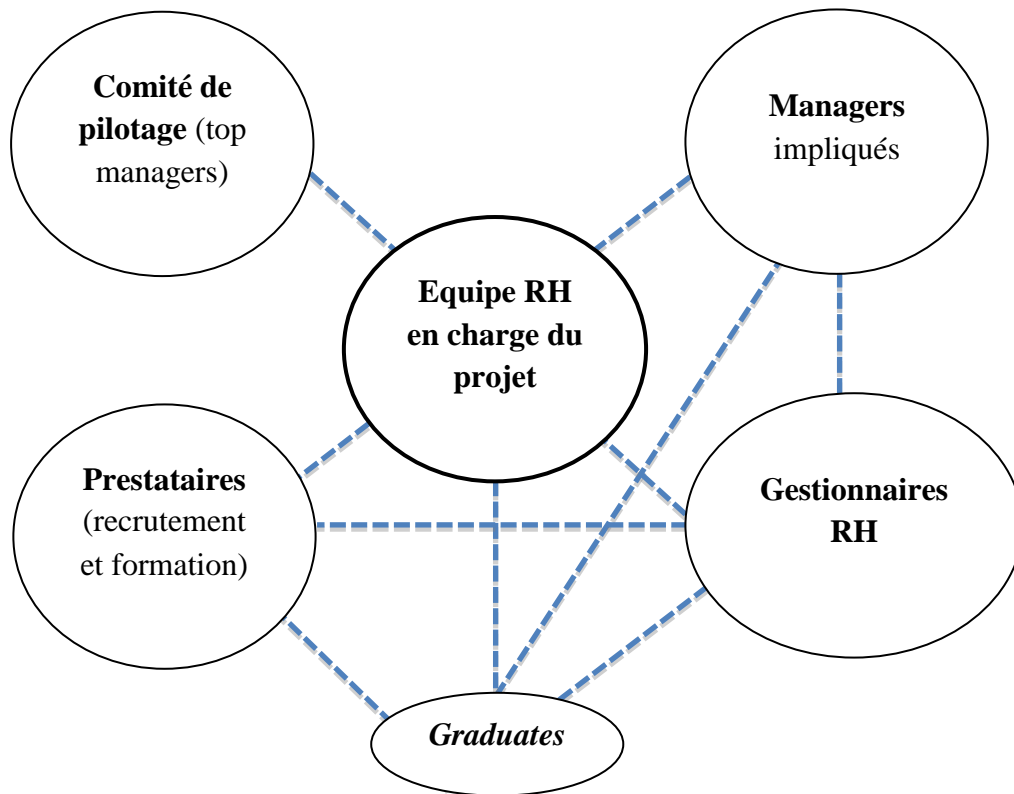 Comité de
pilotage (top
managers)
Managers
impliqués
Equipe RH
en charge du
projet
Prestataires
(recrutement
et formation)
Gestionnaires
RH
Graduates